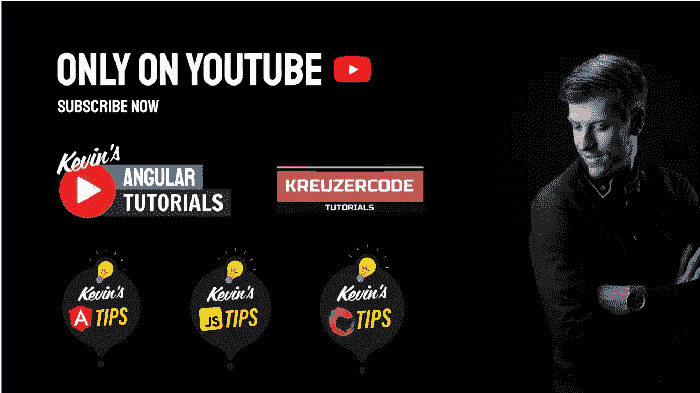 ONLY ON YOUTUBE
SUBSCRIBE NOW
Kevin's
ANGULAR
TUTORIALS
KREUZERCODE
TUTORIALS
Kevin's
A TIPS
Kevin's
JS TIPS
Kevin's
TIPS